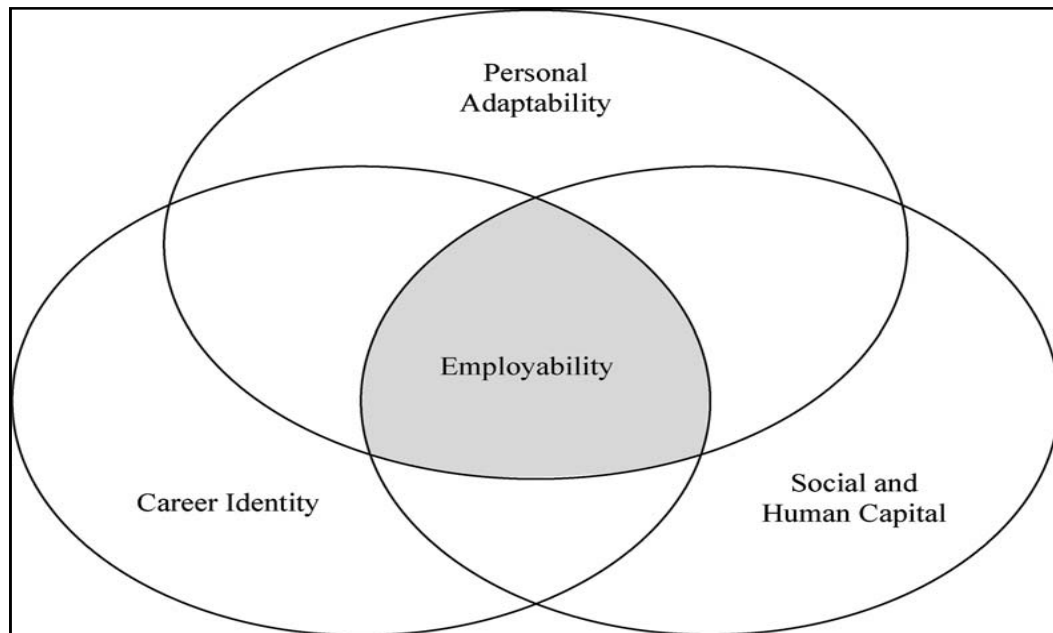 Personal
Adaptability
Employability
Career Identity
Social and
Human Capital